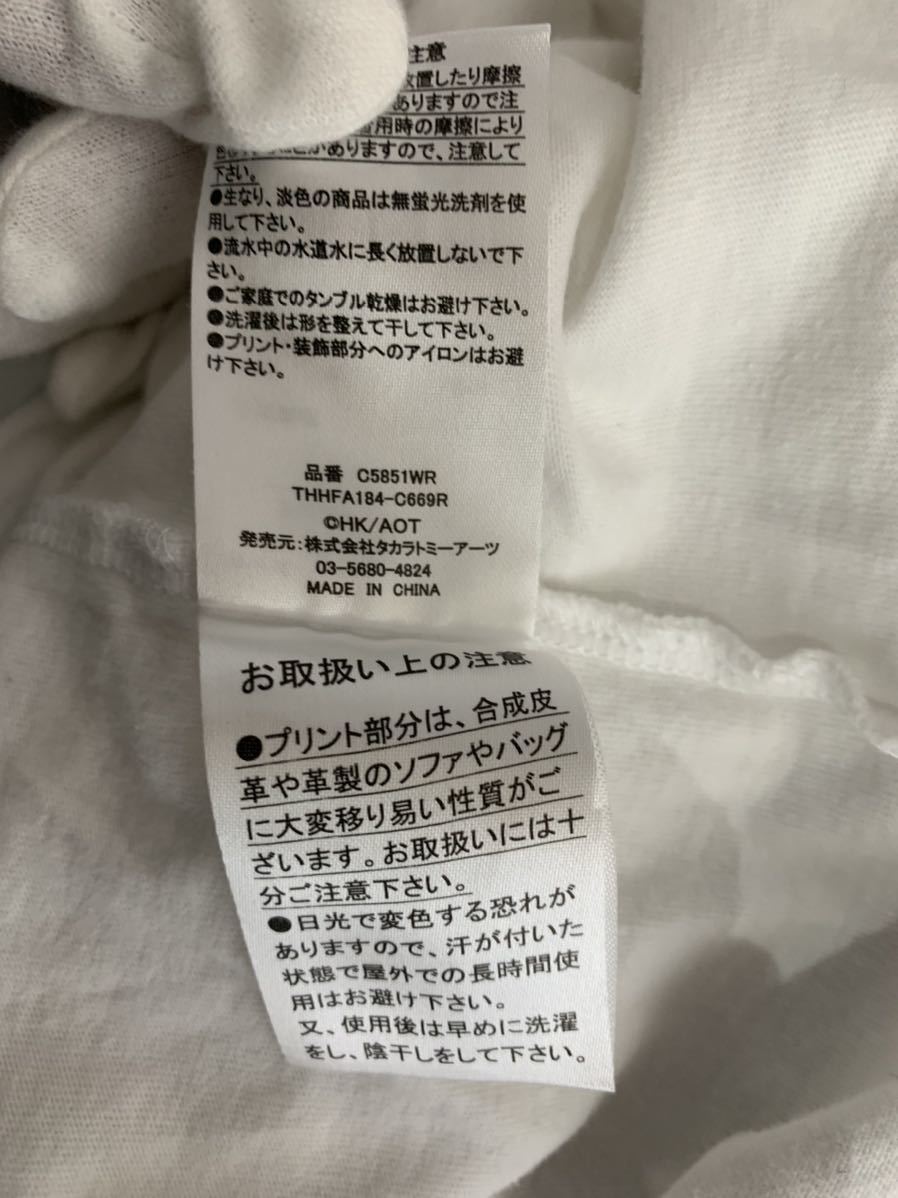 注意
放置したり摩擦
ありますので注
着用時の摩擦により
がありますので、注意して
下さい。
●生なり、淡色の商品は無蛍光洗剤を使
用して下さい。
●流水中の水道水に長く放置しないで下
さい。
●ご家庭でのタンブル乾燥はお避け下さい。
●洗濯後は形を整えて干して下さい。
●プリント・装飾部分へのアイロンはお避
け下さい。
品番 C5851WR
THHFA184-C669R
©HK/AOT
発売元:株式会社タカラトミーアーツ
03-5680-4824
MADE IN CHINA
お取扱い上の注意
●プリント部分は、合成皮
革や革製のソファやバッグ
に大変移り易い性質がご
ざいます。お取扱いには十
分ご注意下さい。
●日光で変色する恐れが
ありますので、汗が付いた
状態で屋外での長時間使
用はお避け下さい。
又、使用後は早めに洗濯
をし、陰干しをして下さい。